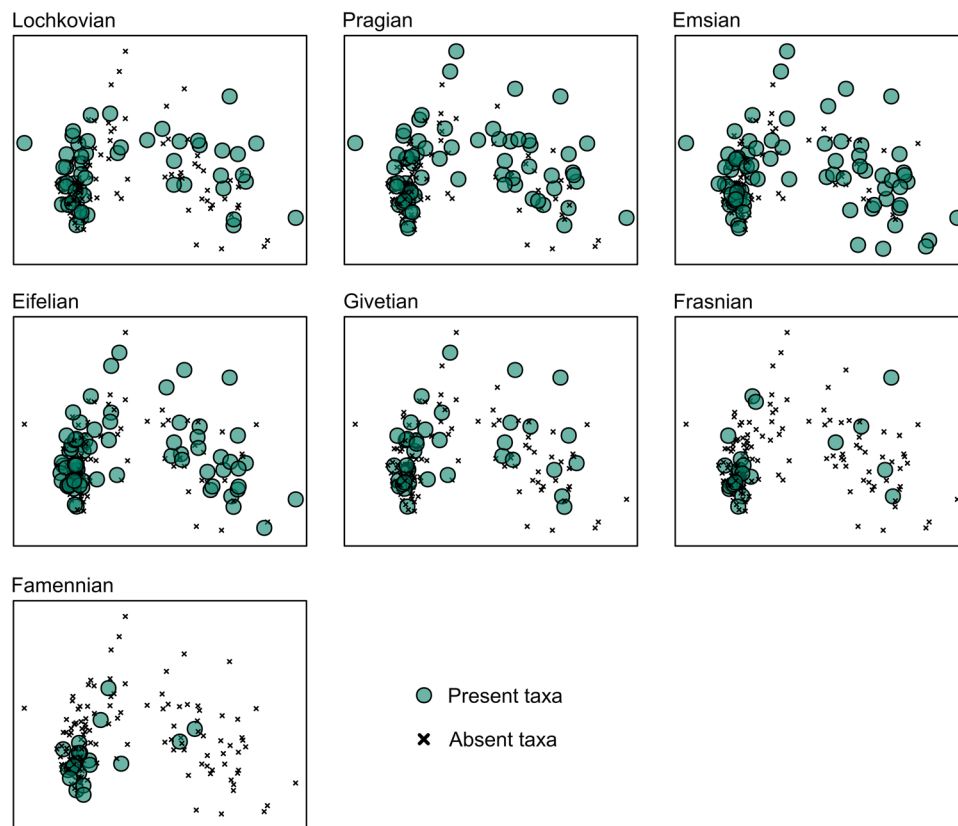 Lochkovian
Pragian
Emsian
Eifelian
Givetian
Frasnian
Famennian
Present taxa
Absent taxa